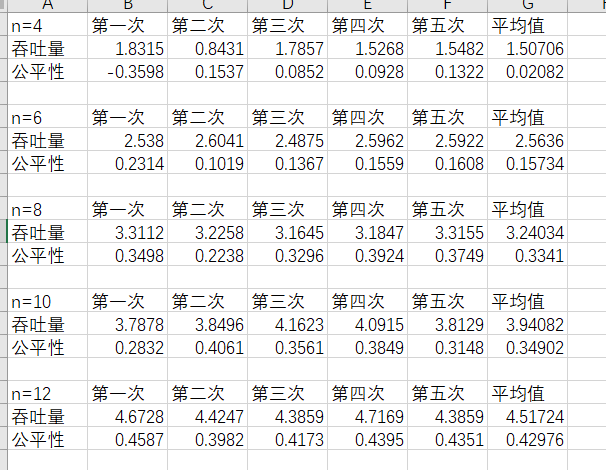 A B C D E F G
n=4 第一次 第二次 第三次 第四次 第五次 平均值
吞吐量 1.8315 0.8431 1.7857 1.5268 1.5482 1.50706
公平性 -0.3598 0.1537 0.0852 0.0928 0.1322 0.02082
n=6 第一次 第二次 第三次 第四次 第五次 平均值
吞吐量 2.538 2.6041 2.4875 2.5962 2.5922 2.5636
公平性 0.2314 0.1019 0.1367 0.1559 0.1608 0.15734
n=8 第一次 第二次 第三次 第四次 第五次 平均值
吞吐量 3.3112 3.2258 3.1645 3.1847 3.3155 3.24034
公平性 0.3498 0.2238 0.3296 0.3924 0.3749 0.3341
n=10 第一次 第二次 第三次 第四次 第五次 平均值
吞吐量 3.7878 3.8496 4.1623 4.0915 3.8129 3.94082
公平性 0.2832 0.4061 0.3561 0.3849 0.3148 0.34902
n=12 第一次 第二次 第三次 第四次 第五次 平均值
吞吐量 4.6728 4.4247 4.3859 4.7169 4.3859 4.51724
公平性 0.4587 0.3982 0.4173 0.4395 0.4351 0.42976